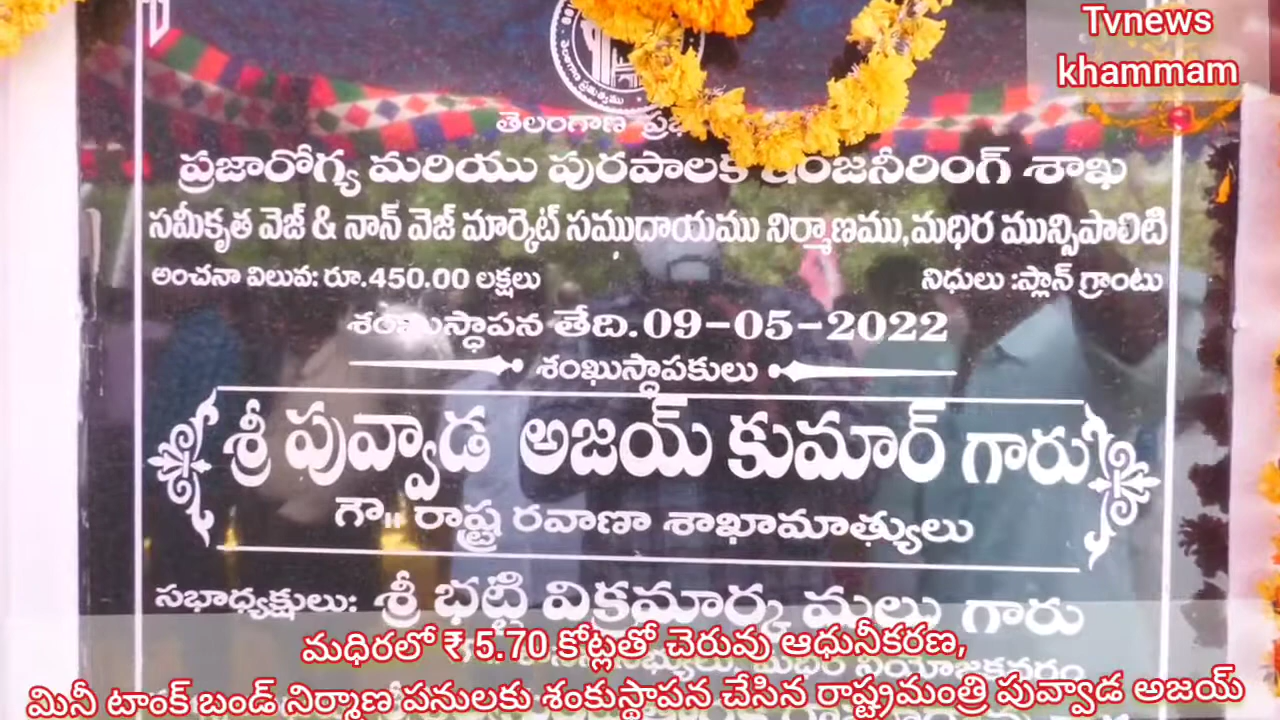 Tvnews
khammam
తెలంగాణ ప్రభుత్వము
తెలంగాణ
ప్రజారోగ్య మరియు పురపాలక ఇంజనీరింగ్ శాఖ
సమీకృత వెజ్ & నాన్ వెజ్ మార్కెట్ సముదాయము నిర్మాణము,మధిర మున్సిపాలిటి
అంచనా విలువ: రూ.450.00 లక్షలు
నిధులు :ప్లాన్ గ్రాంటు
శంఖుస్థాపన తేది.09-05-2022
శంఖుస్థాపకులు
శ్రీ పువ్వాడ అజయ్ కుమార్ గారు
గౌ॥ రాష్ట్ర రవాణా శాఖామాత్యులు
సభాధ్యక్షులు: శ్రీ భట్టి విక్రమార్క మల్లు గారు
మధిరలో ₹ 5.70 కోట్లతో చెరువు ఆధునీకరణ,
మినీ టాంక్ బండ్ నిర్మాణ పనులకు శంకుస్థాపన చేసిన రాష్ట్రమంత్రి పువ్వాడ అజయ్